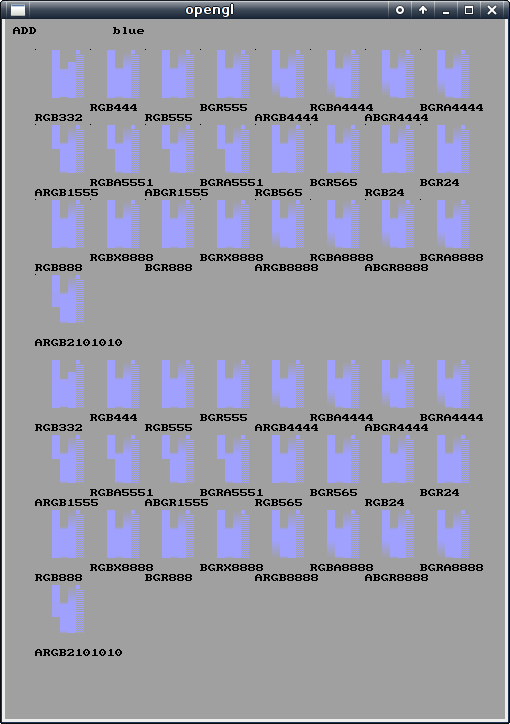 opengl
ADD blue
RGB444 BGR555 RGBA4444 BGRA4444
RGB332 RGB555 ARGB4444 ABGR4444
RGBA5551 BGRA5551 BGR565 BGR24
ARGB1555 ABGR1555 RGB565 RGB24
RGBX8888 BGRX8888 RGBA8888 BGRA8888
RGB888 BGR888 ARGB8888 ABGR8888
ARGB2101010
RGB444 BGR555 RGBA4444 BGRA4444
RGB332 RGB555 ARGB4444 ABGR4444
RGBA5551 BGRA5551 BGR565 BGR24
ARGB1555 ABGR1555 RGB565 RGB24
RGBX8888 BGRX8888 RGBA8888 BGRA8888
RGB888 BGR888 ARGB8888 ABGR8888
ARGB2101010